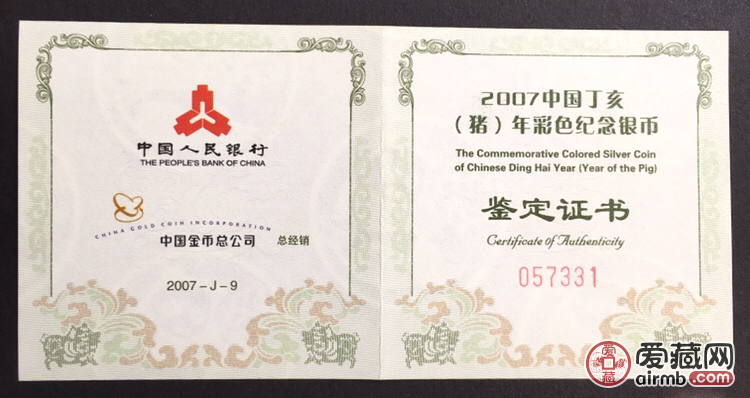 中国人民银行
THE PEOPLE'S BANK OF CHINA
CHINA GOLD COIN INCORPORATION
中国金币总公司 总经销
2007-J-9
2007中国丁亥
（猪）年彩色纪念银币
The Commemorative Colored Silver Coin
of Chinese Ding Hai Year (Year of the Pig)
鉴定证书
Certificate of Authenticity
057331
爱藏网
airmb.com